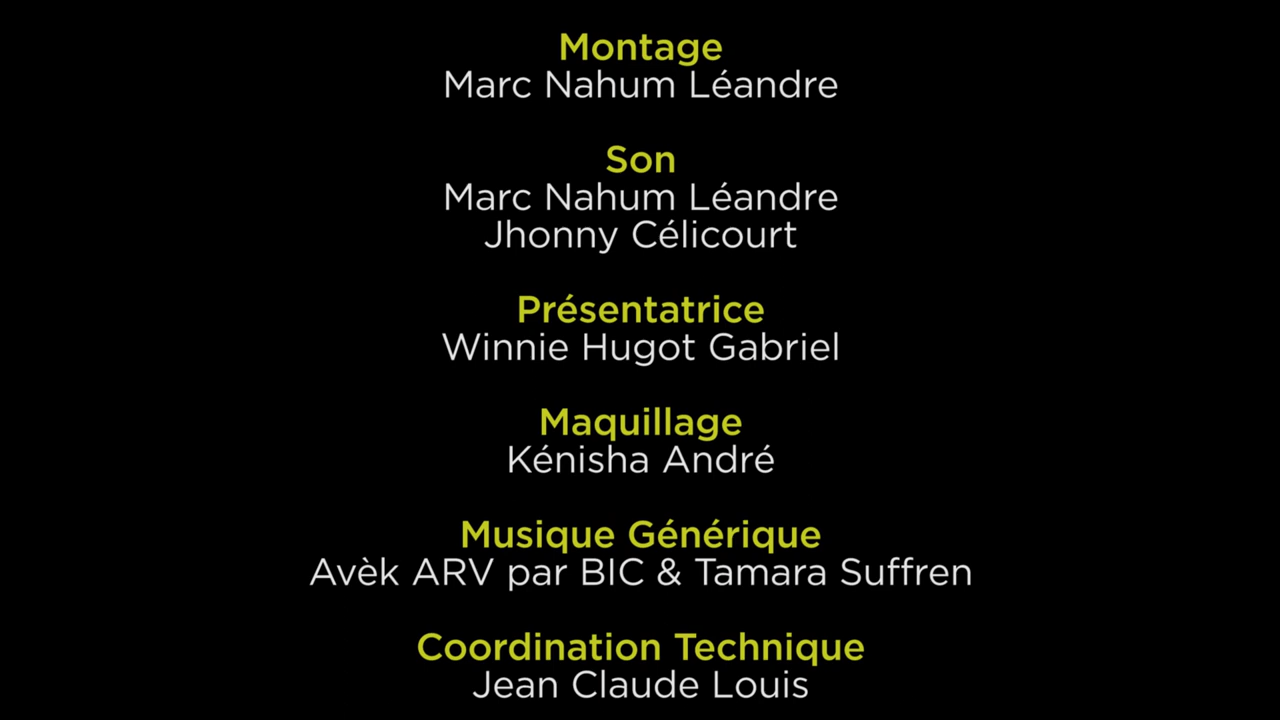 Montage
Marc Nahum Léandre
Son
Marc Nahum Léandre
Jhonny Célicourt
Présentatrice
Winnie Hugot Gabriel
Maquillage
Kénisha André
Musique Générique
Avèk ARV par BIC & Tamara Suffren
Coordination Technique
Jean Claude Louis